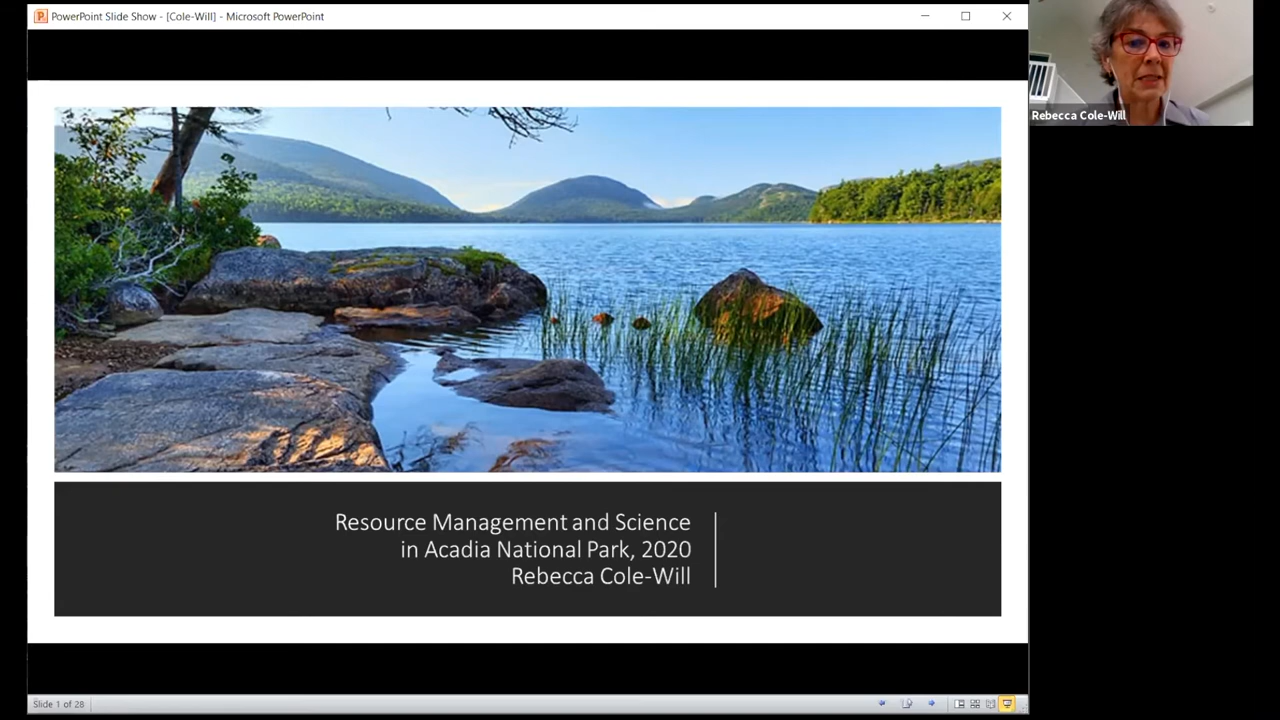 PowerPoint Slide Show - [Cole-Will] - Microsoft PowerPoint
Rebecca Cole-Will
Resource Management and Science
in Acadia National Park, 2020
Rebecca Cole-Will
Slide 1 of 28